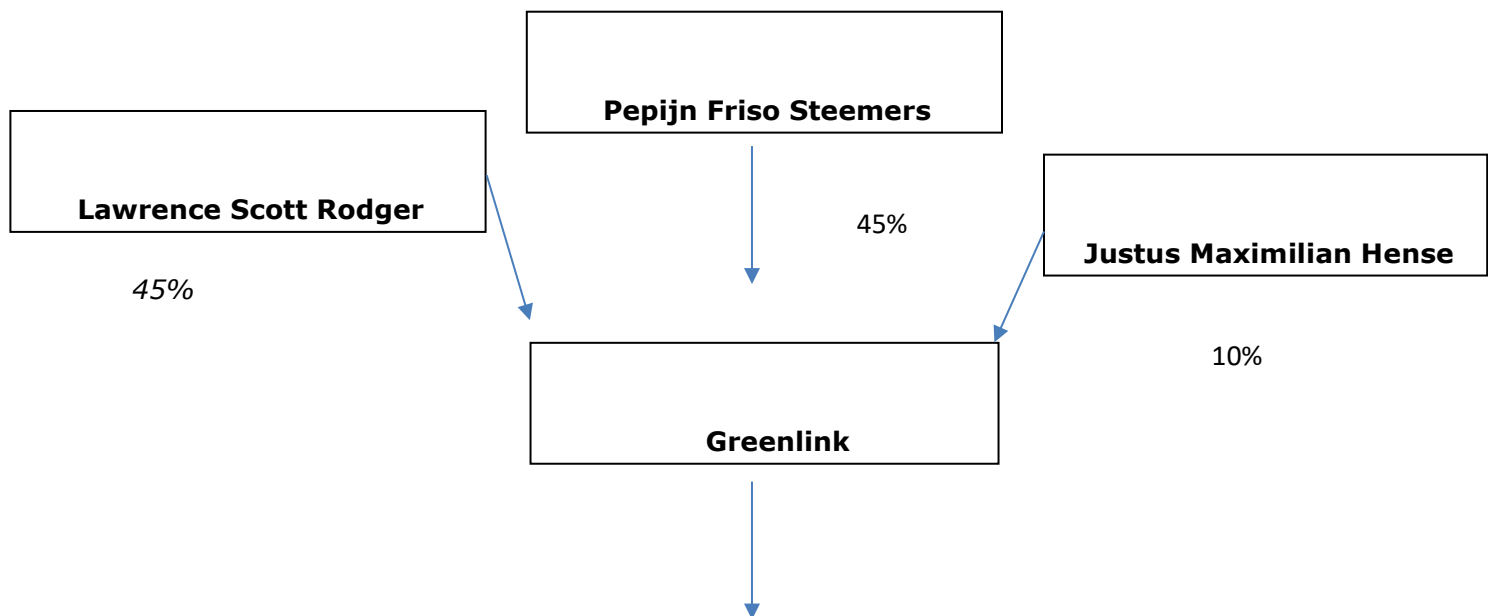 Pepijn Friso Steemers
Lawrence Scott Rodger
45%
Justus Maximilian Hense
45%
10%
Greenlink